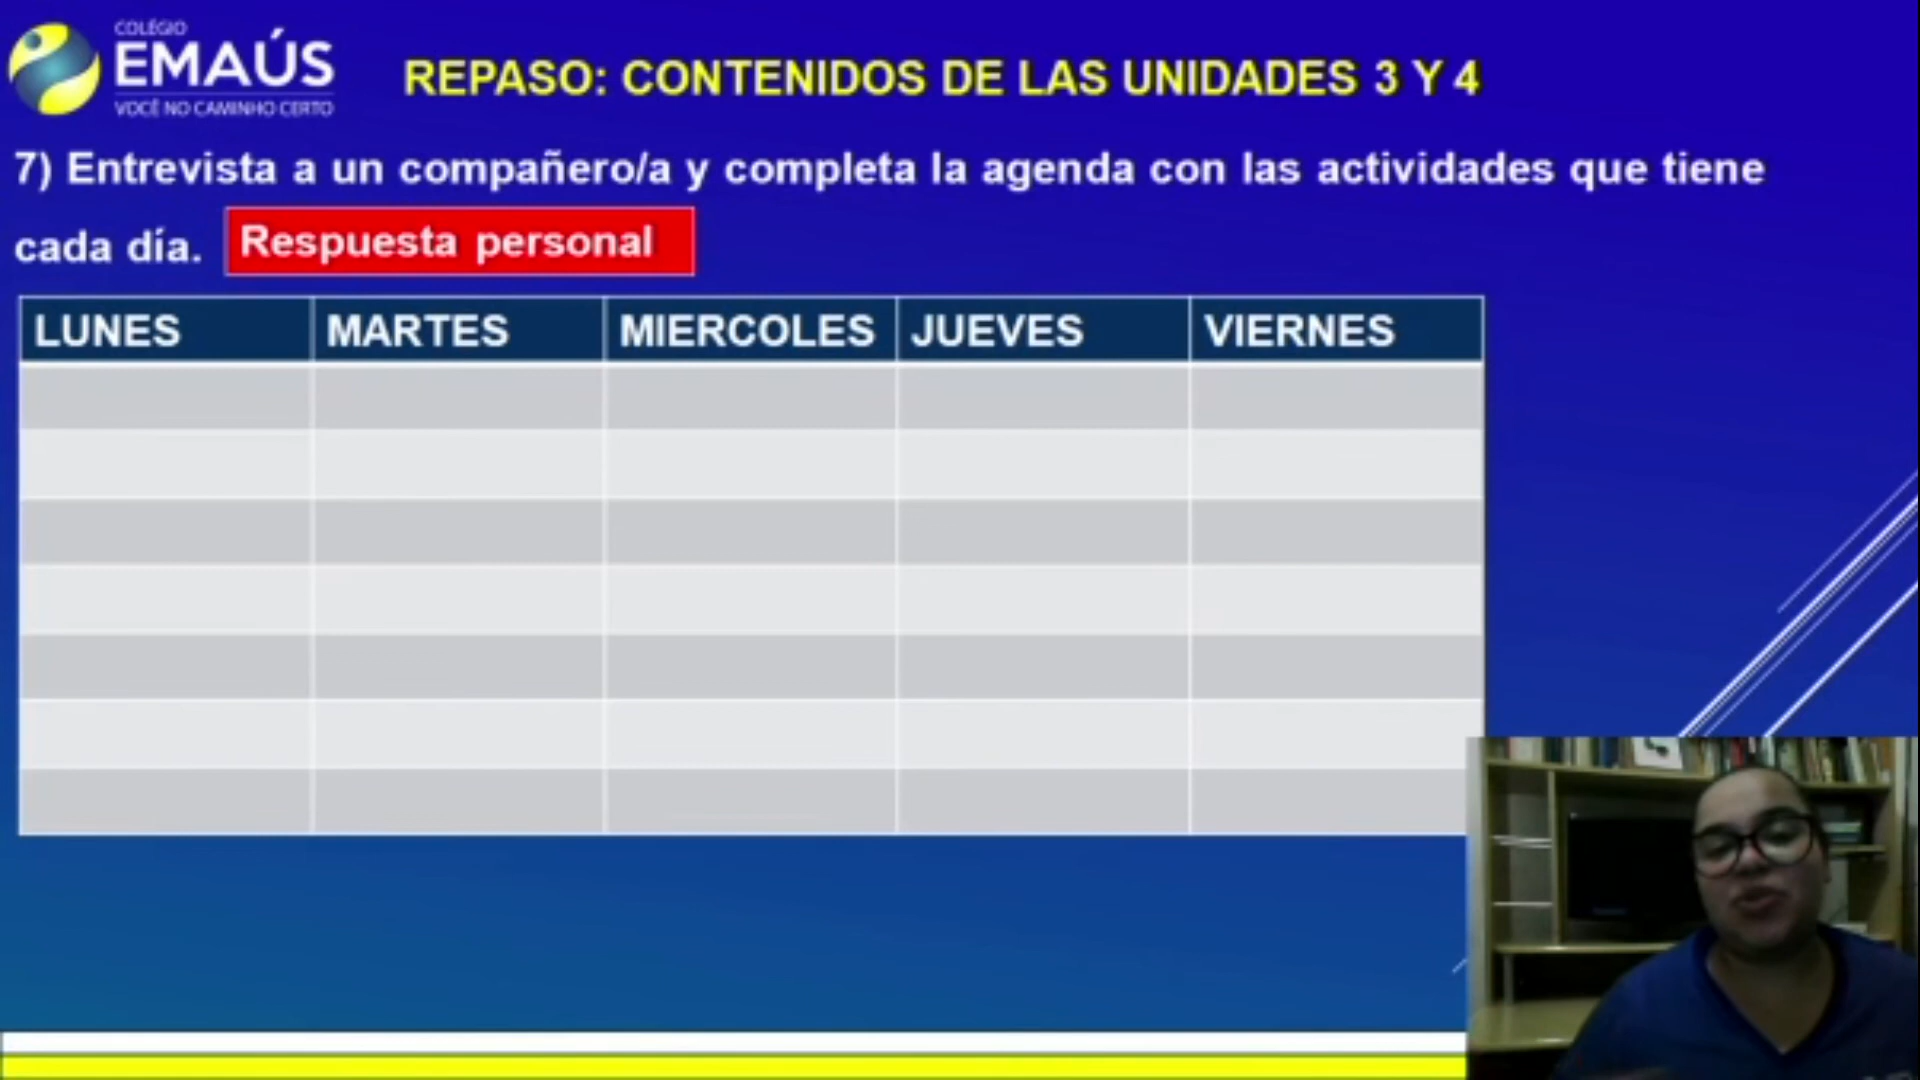 COLÉGIO
EMAÚS
VOCÊ NO CAMINHO CERTO
REPASO: CONTENIDOS DE LAS UNIDADES 3 Y 4
7) Entrevista a un compañero/a y completa la agenda con las actividades que tiene
cada día. Respuesta personal
LUNES MARTES MIERCOLES JUEVES VIERNES